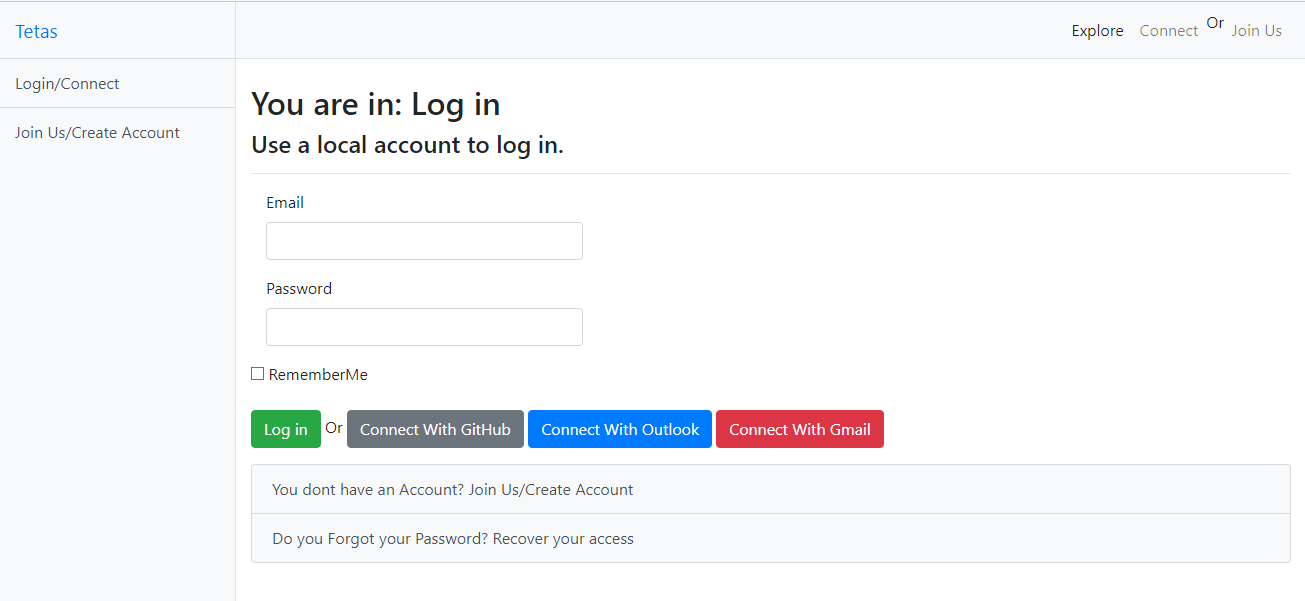 Tetas
Explore Connect Or Join Us
Login/Connect
Join Us/Create Account
You are in: Log in
Use a local account to log in.
Email
Password
RememberMe
Log in Or Connect With GitHub Connect With Outlook Connect With Gmail
You dont have an Account? Join Us/Create Account
Do you Forgot your Password? Recover your access